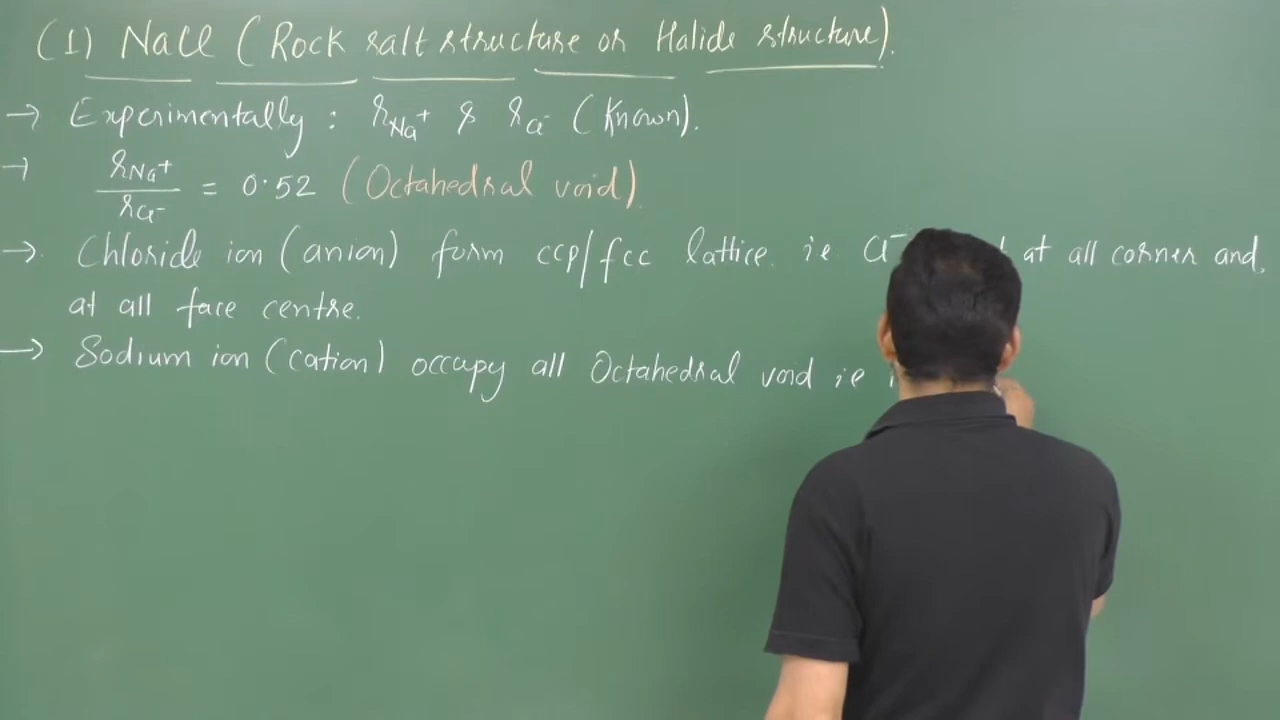 (1) NaCl (Rock salt structure or Halide structure).
→ Experimentally : rNa+ & rCl- (Known).
→ rNa+ / rCl- = 0.52 (Octahedral void)
→ Chloride ion (anion) form ccp/fcc lattice. ie Cl- at all corner and
at all face centre.
→ Sodium ion (cation) occupy all Octahedral void ie